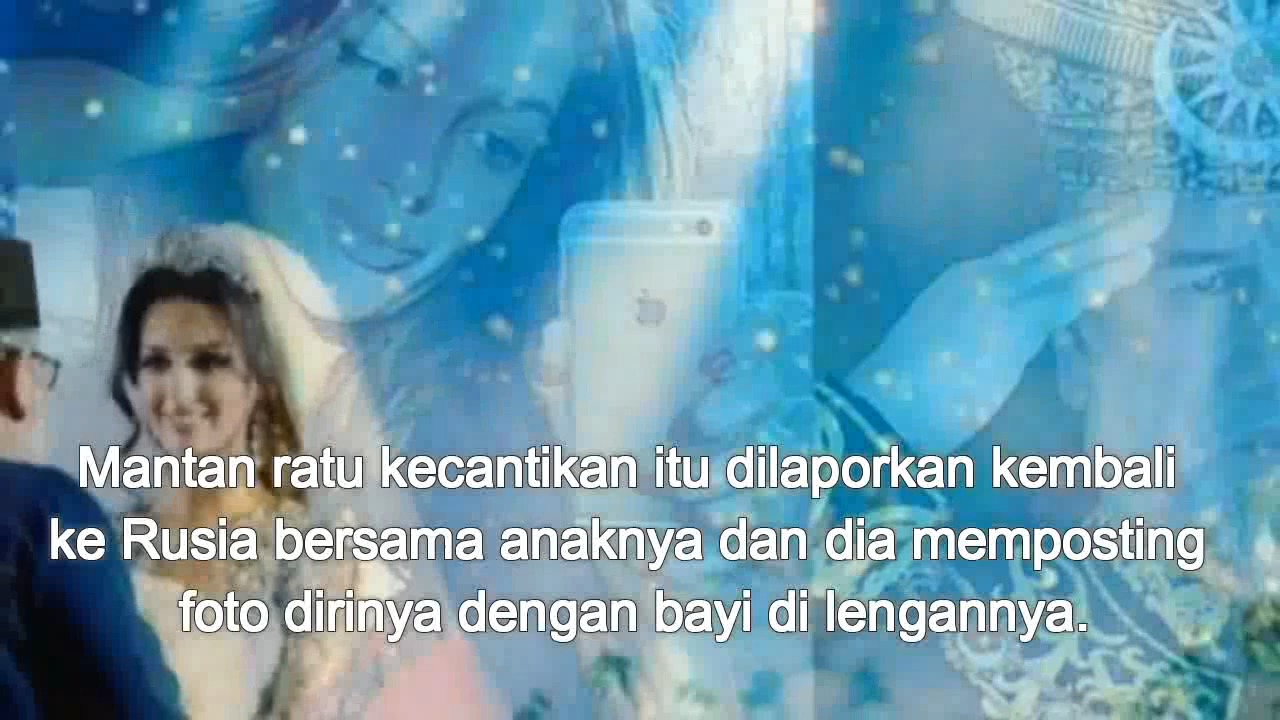 Mantan ratu kecantikan itu dilaporkan kembali
ke Rusia bersama anaknya dan dia memposting
foto dirinya dengan bayi di lengannya.